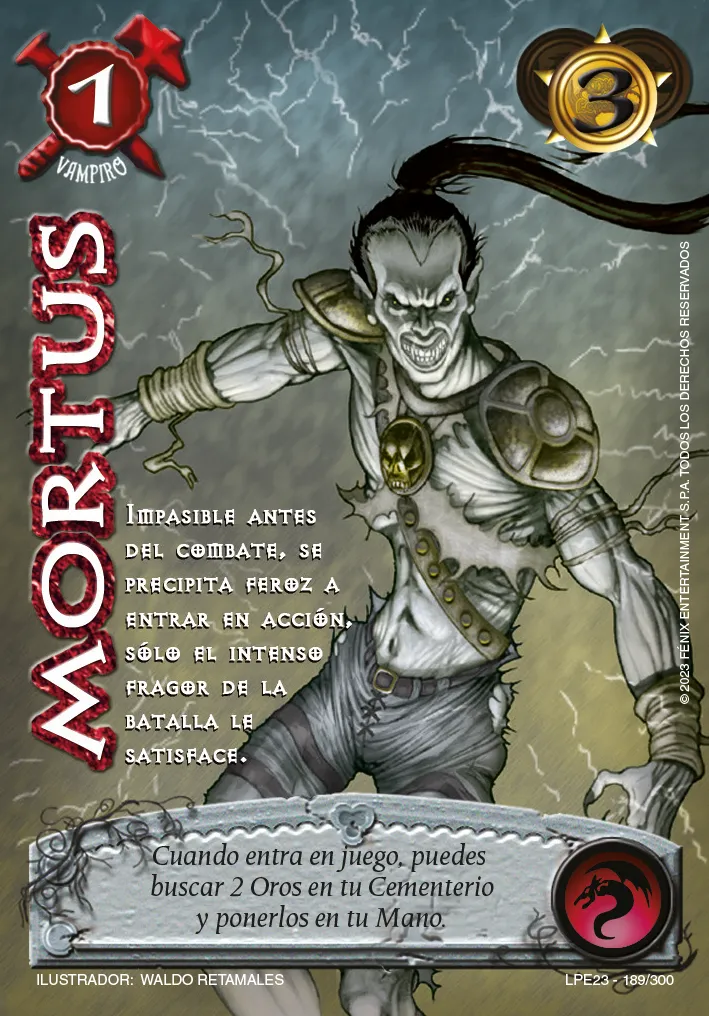 1
VAMPIRO
3
MORTUS
Impasible antes
del combate, se
precipita feroz a
entrar en acción,
sólo el intenso
fragor de la
batalla le
satisface.
© 2023 FÉNIX ENTERTAINMENT S.P.A. TODOS LOS DERECHOS RESERVADOS
Cuando entra en juego, puedes
buscar 2 Oros en tu Cementerio
y ponerlos en tu Mano.
ILUSTRADOR: WALDO RETAMALES
LPE23 - 189/300